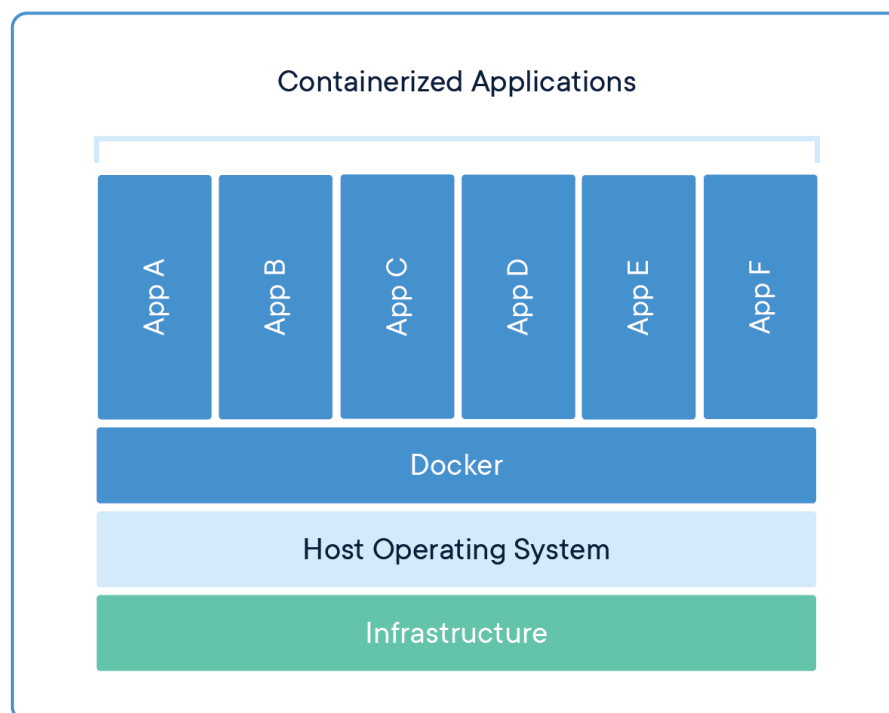 Containerized Applications
App A
App B
App C
App D
App E
App F
Docker
Host Operating System
Infrastructure